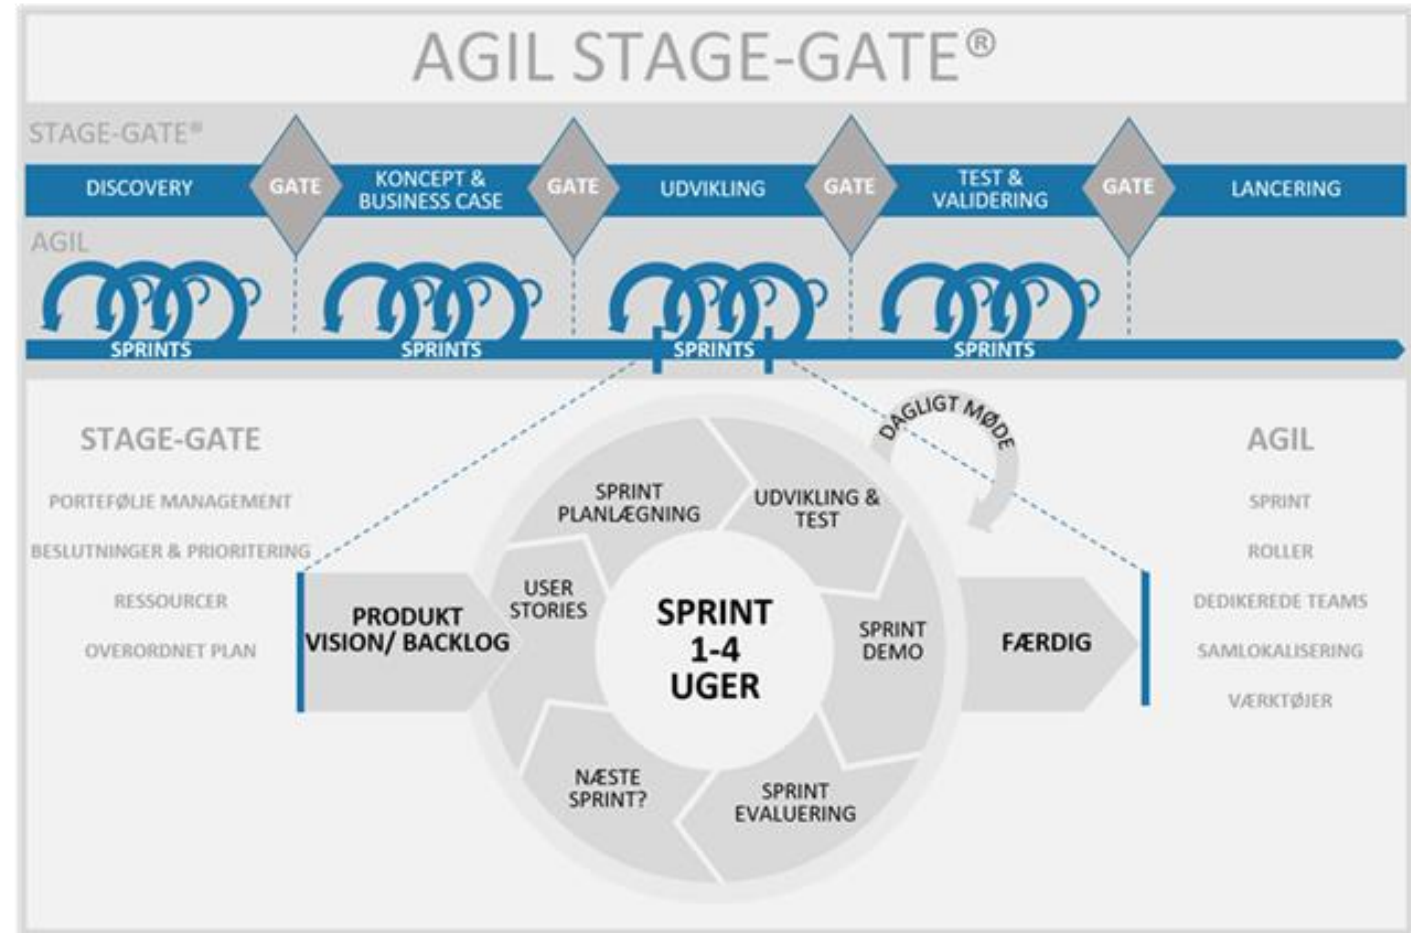 AGIL STAGE-GATE®
STAGE-GATE®
DISCOVERY
GATE
KONCEPT &
BUSINESS CASE
GATE
UDVIKLING
GATE
TEST &
VALIDERING
GATE
LANCERING
AGIL
SPRINTS
SPRINTS
SPRINTS
SPRINTS
STAGE-GATE
PORTEFØLJE MANAGEMENT
BESLUTNINGER & PRIORITERING
RESSOURCER
OVERORDNET PLAN
PRODUKT
VISION/ BACKLOG
USER
STORIES
SPRINT
PLANLÆGNING
UDVIKLING &
TEST
DAGLIGT MØDE
SPRINT
DEMO
SPRINT
EVALUERING
NÆSTE
SPRINT?
SPRINT
1-4
UGER
FÆRDIG
AGIL
SPRINT
ROLLER
DEDIKEREDE TEAMS
SAMLOKALISERING
VÆRKTØJER